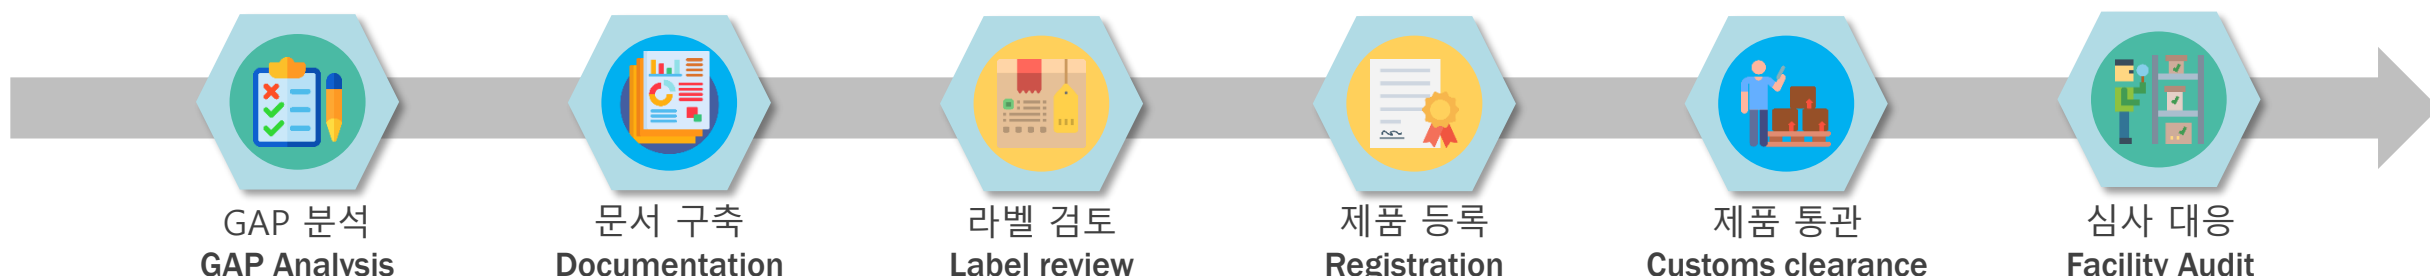 GAP 분석
GAP Analysis
문서 구축
Documentation
라벨 검토
Label review
제품 등록
Registration
제품 통관
Customs clearance
심사 대응
Facility Audit